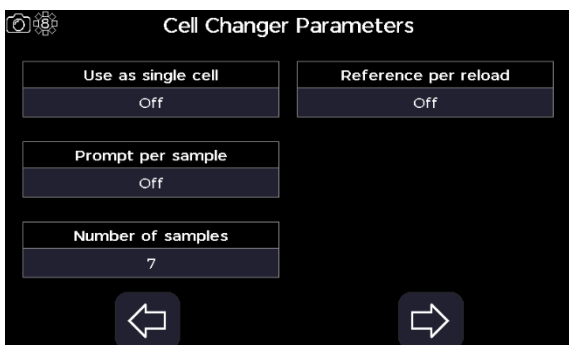 8
Cell Changer Parameters
Use as single cell
Off
Reference per reload
Off
Prompt per sample
Off
Number of samples
7